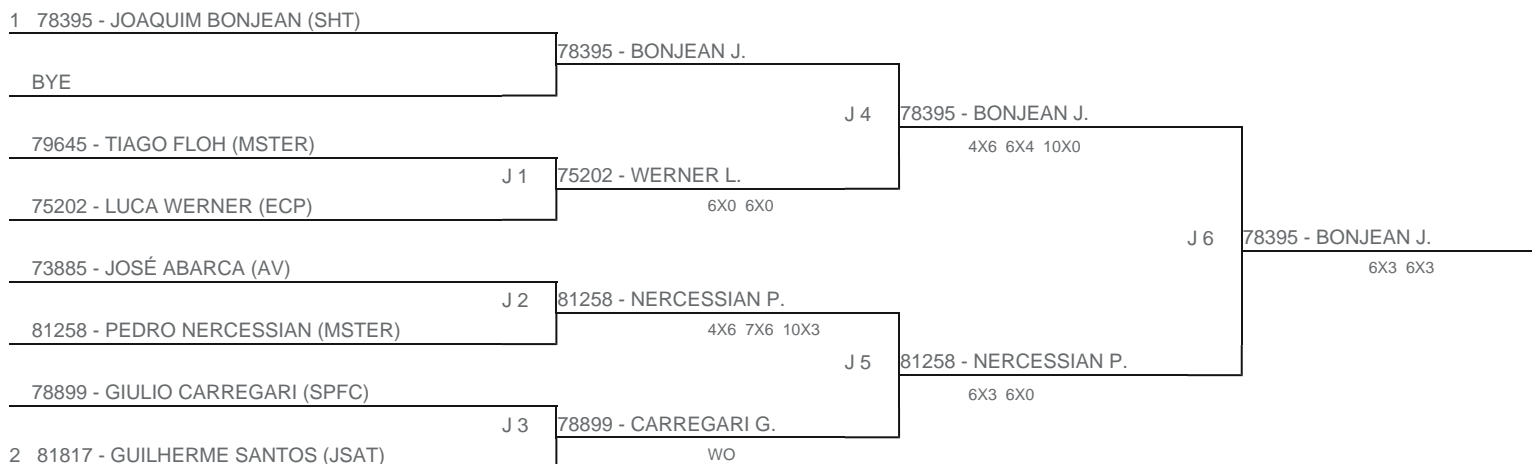 1 78395 - JOAQUIM BONJEAN (SHT)
78395 - BONJEAN J.
BYE
J 4 78395 - BONJEAN J.
79645 - TIAGO FLOH (MSTER)
4X6 6X4 10X0
J 1 75202 - WERNER L.
75202 - LUCA WERNER (ECP)
6X0 6X0
J 6 78395 - BONJEAN J.
73885 - JOSÉ ABARCA (AV)
6X3 6X3
J 2 81258 - NERCESSIAN P.
81258 - PEDRO NERCESSIAN (MSTER)
4X6 7X6 10X3
J 5 81258 - NERCESSIAN P.
78899 - GIULIO CARREGARI (SPFC)
6X3 6X0
J 3 78899 - CARREGARI G.
2 81817 - GUILHERME SANTOS (JSAT)
WO